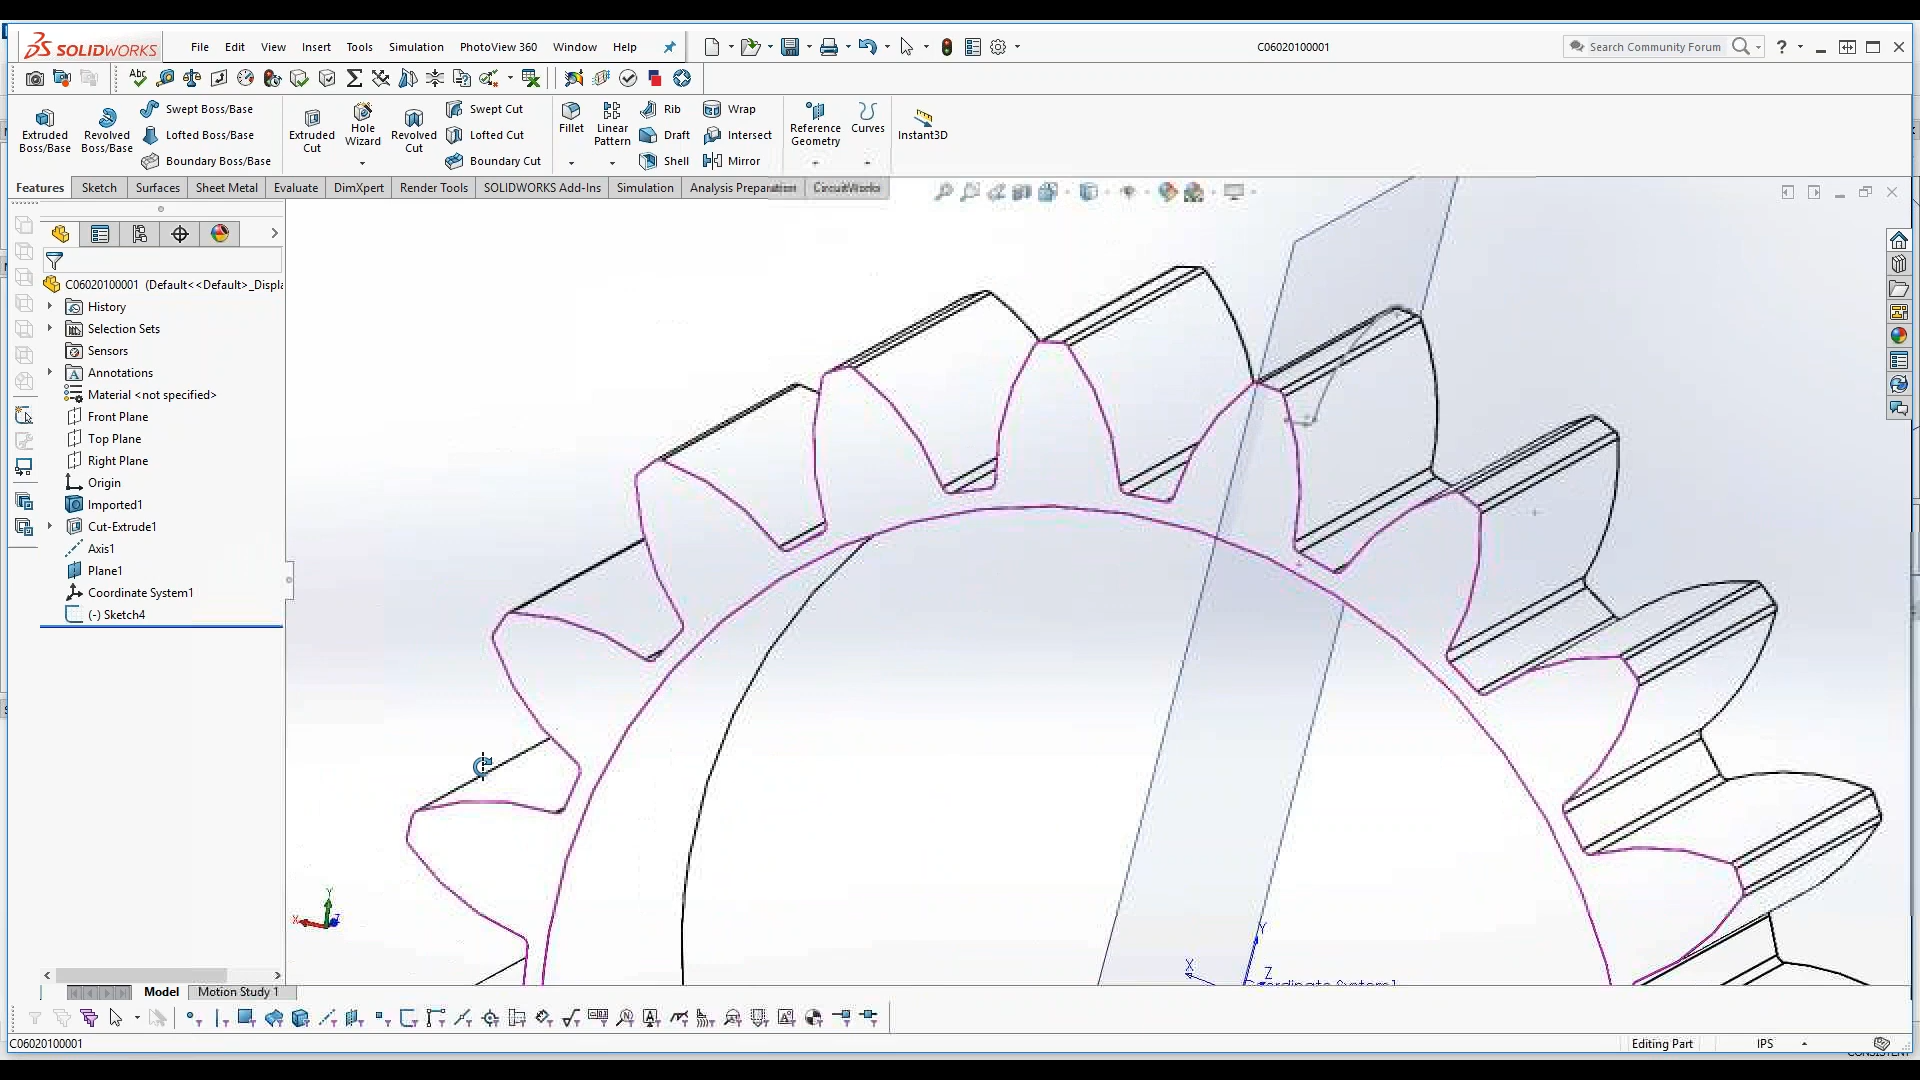 SOLIDWORKS File Edit View Insert Tools Simulation PhotoView 360 Window Help C06020100001 Search Community Forum ?
Extruded Boss/Base
Revolved Boss/Base
Swept Boss/Base
Lofted Boss/Base
Boundary Boss/Base
Extruded Cut
Hole Wizard
Revolved Cut
Swept Cut
Lofted Cut
Boundary Cut
Fillet
Linear Pattern
Rib
Draft
Shell
Wrap
Intersect
Mirror
Reference Geometry
Curves
Instant3D
Features Sketch Surfaces Sheet Metal Evaluate DimXpert Render Tools SOLIDWORKS Add-Ins Simulation Analysis Preparation CircuitWorks
C06020100001 (Default<<Default>_Displa
History
Selection Sets
Sensors
Annotations
Material <not specified>
Front Plane
Top Plane
Right Plane
Origin
Imported1
Cut-Extrude1
Axis1
Plane1
Coordinate System1
(-) Sketch4
Y
X
Z
Y
X
Z
Coordinate System1
Model Motion Study 1
C06020100001 Editing Part IPS